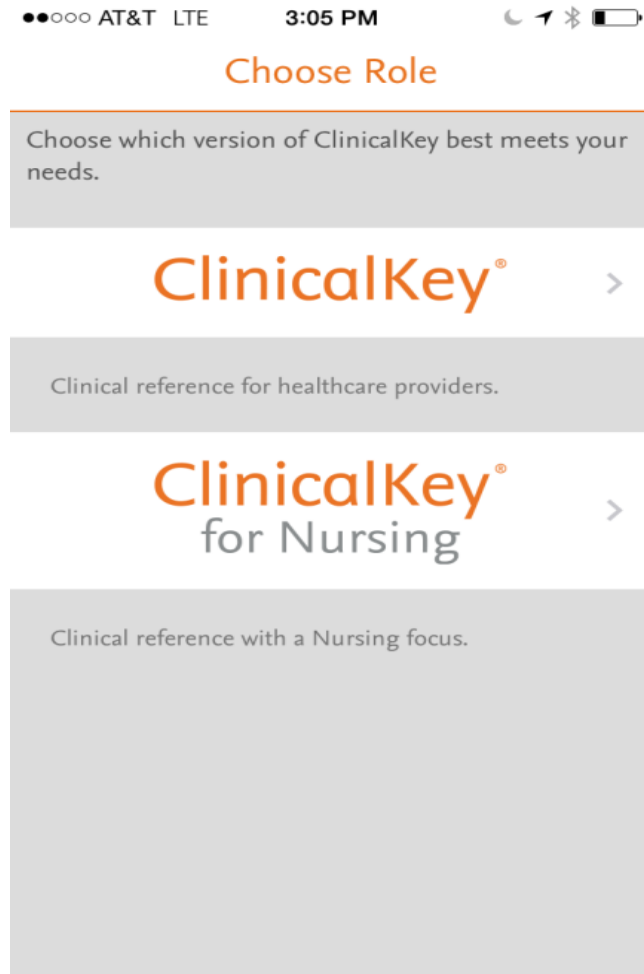 ●●○○○ AT&T LTE 3:05 PM
Choose Role
Choose which version of ClinicalKey best meets your
needs.
ClinicalKey®
Clinical reference for healthcare providers.
ClinicalKey®
for Nursing
Clinical reference with a Nursing focus.